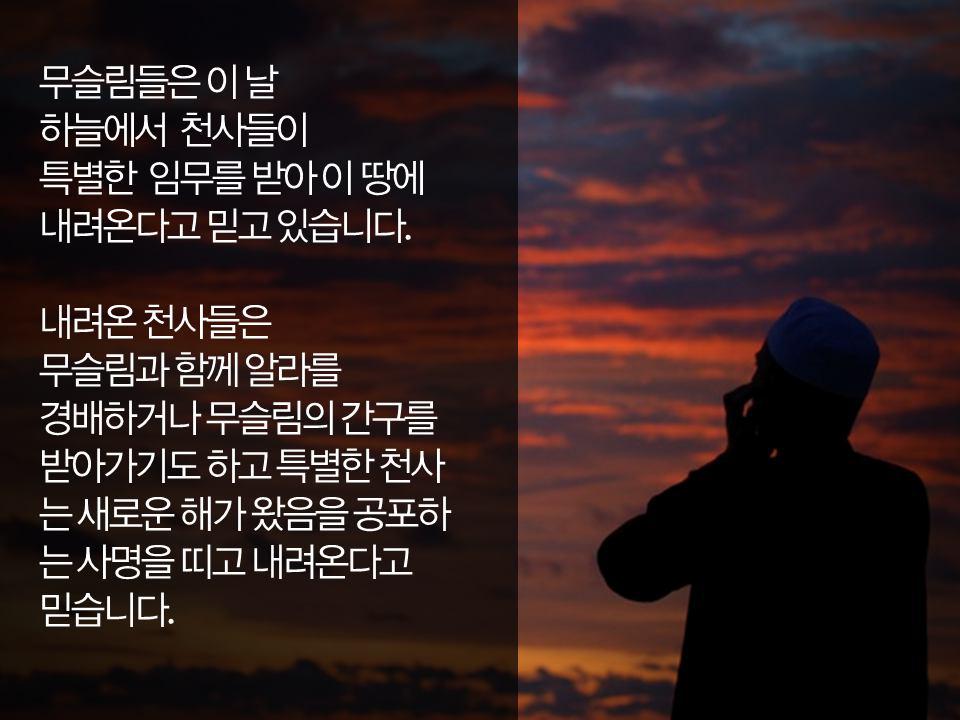 무슬림들은 이 날
하늘에서 천사들이
특별한 임무를 받아 이 땅에
내려온다고 믿고 있습니다.
내려온 천사들은
무슬림과 함께 알라를
경배하거나 무슬림의 간구를
받아가기도 하고 특별한 천사
는 새로운 해가 왔음을 공포하
는 사명을 띠고 내려온다고
믿습니다.